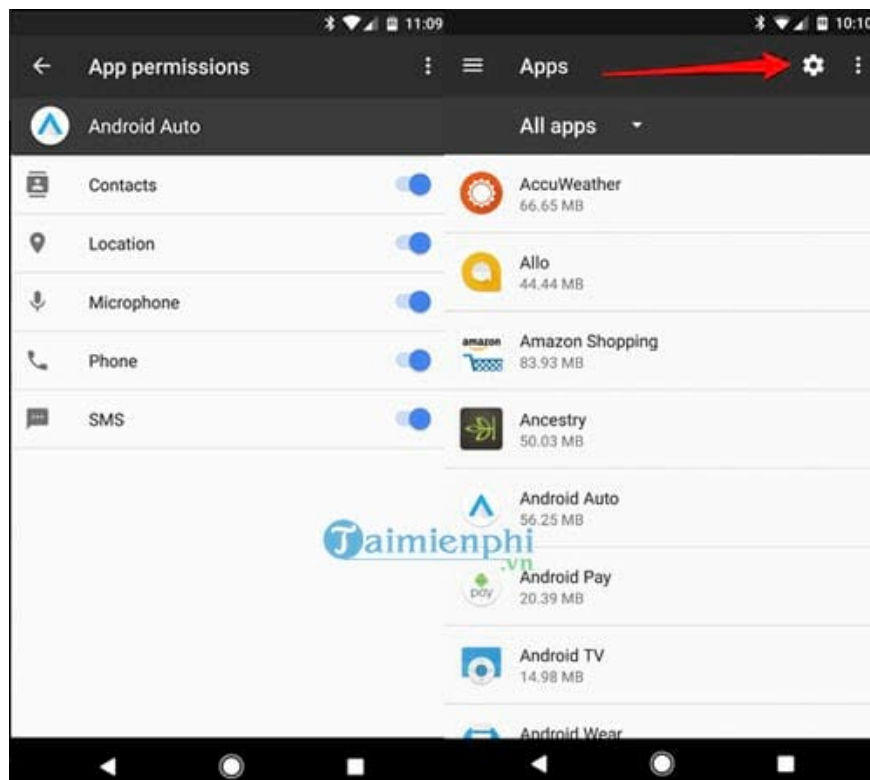 11:09
App permissions
Android Auto
Contacts
Location
Microphone
Phone
SMS
10:10
Apps
All apps
AccuWeather
66.65 MB
Allo
44.44 MB
amazon
Amazon Shopping
83.93 MB
Ancestry
50.03 MB
Android Auto
56.25 MB
pay
Android Pay
20.39 MB
Android TV
14.98 MB
Android Wear
Taimienphi
.vn